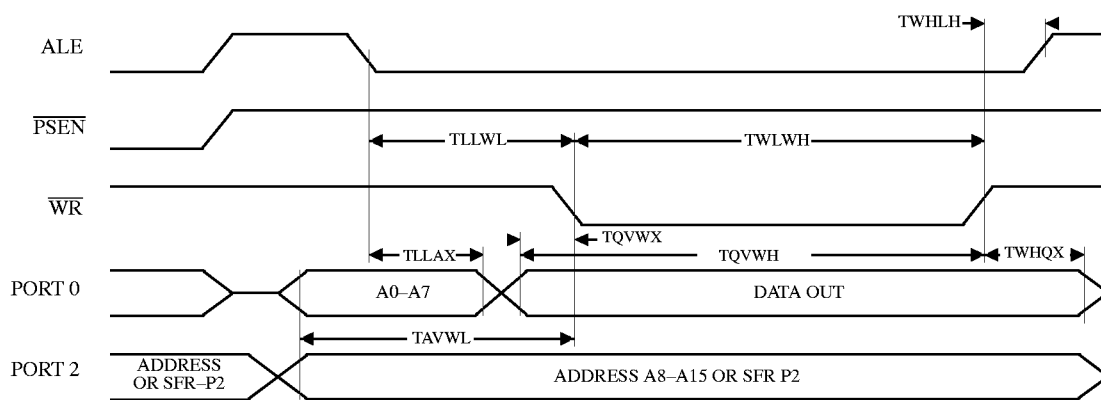 TWHLH
ALE
PSEN
TLLWL
TWLWH
WR
TQVWX
TLLAX
TQVWH
TWHQX
PORT 0
A0–A7
DATA OUT
TAVWL
PORT 2
ADDRESS
OR SFR–P2
ADDRESS A8–A15 OR SFR P2